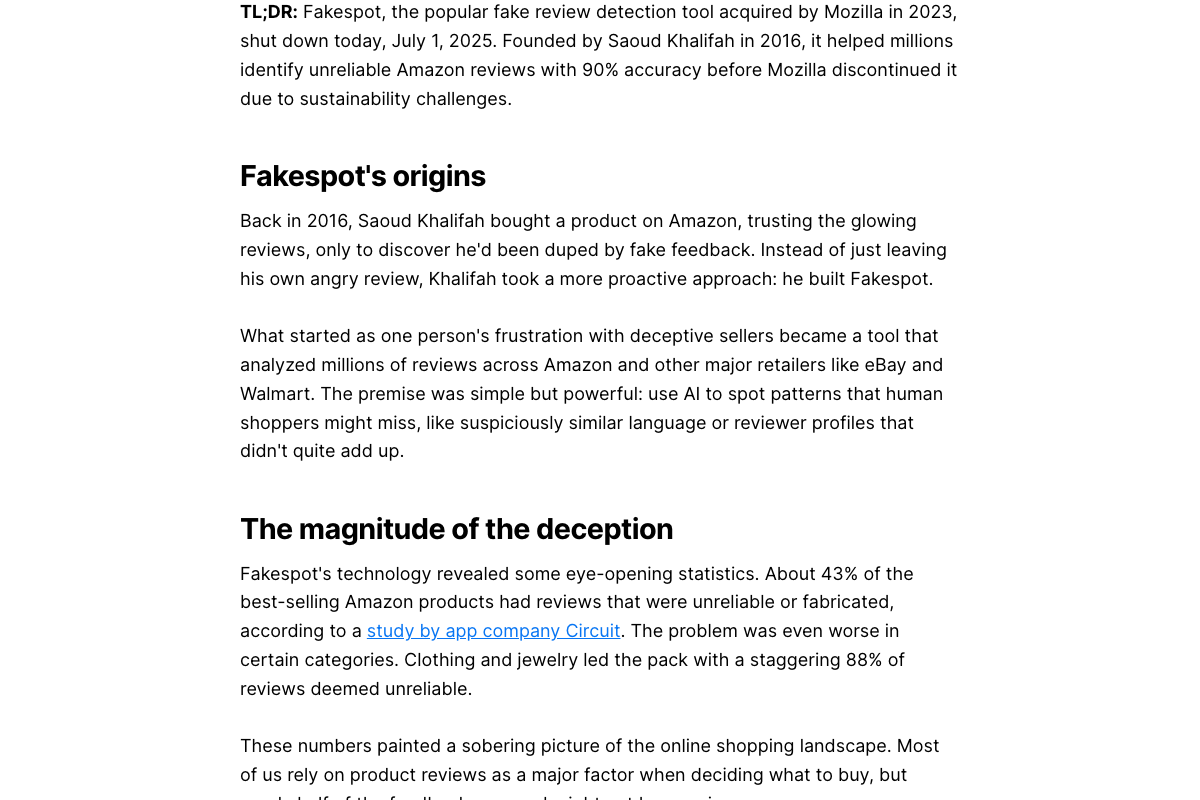 TL;DR: Fakespot, the popular fake review detection tool acquired by Mozilla in 2023,
shut down today, July 1, 2025. Founded by Saoud Khalifah in 2016, it helped millions
identify unreliable Amazon reviews with 90% accuracy before Mozilla discontinued it
due to sustainability challenges.
Fakespot's origins
Back in 2016, Saoud Khalifah bought a product on Amazon, trusting the glowing
reviews, only to discover he'd been duped by fake feedback. Instead of just leaving
his own angry review, Khalifah took a more proactive approach: he built Fakespot.
What started as one person's frustration with deceptive sellers became a tool that
analyzed millions of reviews across Amazon and other major retailers like eBay and
Walmart. The premise was simple but powerful: use AI to spot patterns that human
shoppers might miss, like suspiciously similar language or reviewer profiles that
didn't quite add up.
The magnitude of the deception
Fakespot's technology revealed some eye-opening statistics. About 43% of the
best-selling Amazon products had reviews that were unreliable or fabricated,
according to a study by app company Circuit. The problem was even worse in
certain categories. Clothing and jewelry led the pack with a staggering 88% of
reviews deemed unreliable.
These numbers painted a sobering picture of the online shopping landscape. Most
of us rely on product reviews as a major factor when deciding what to buy, but